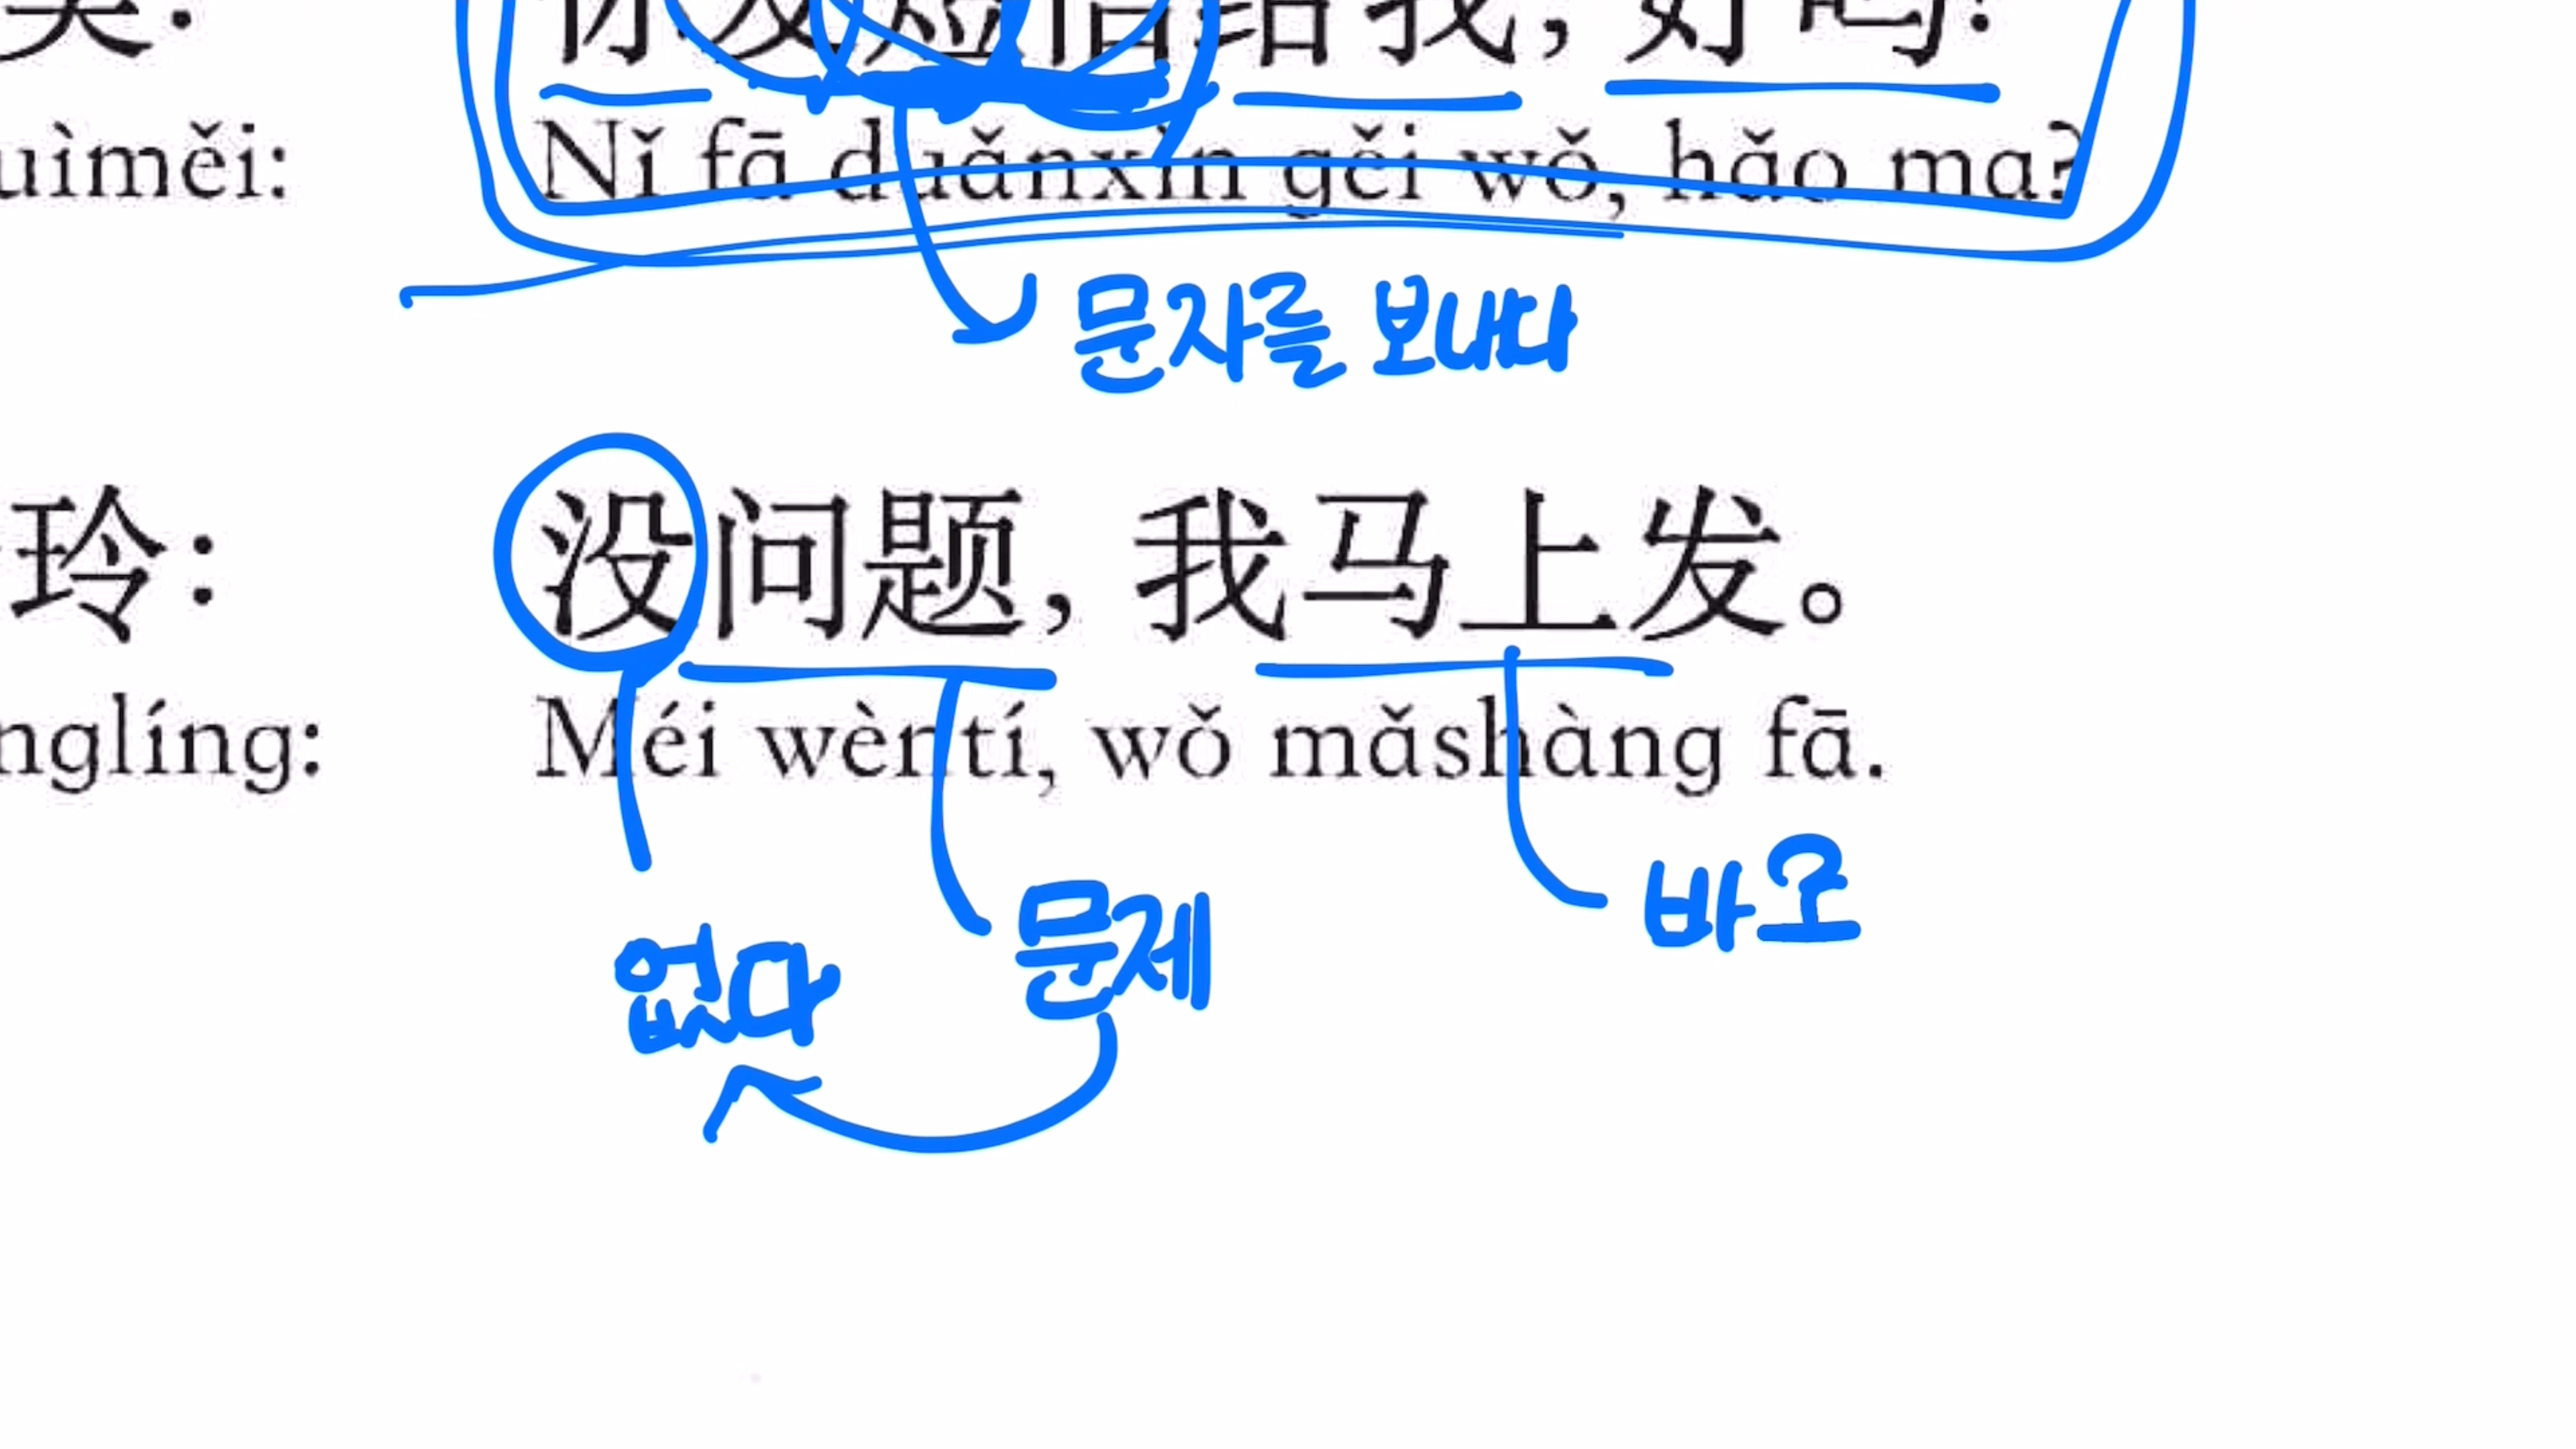 你发短信给我，好吗?
uìměi: Nǐ fā duǎnxìn gěi wǒ, hǎo ma?
문자를 보내다
玲： 没问题，我马上发。
nglíng: Méi wèntí, wǒ mǎshàng fā.
없다 문제 바로